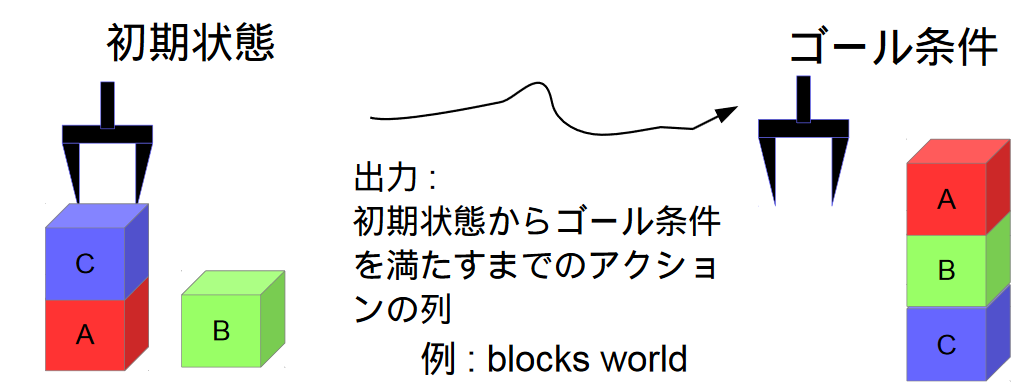 初期状態
ゴール条件
出力 :
初期状態からゴール条件
を満たすまでのアクショ
ンの列
例 : blocks world
C
A
B
A
B
C